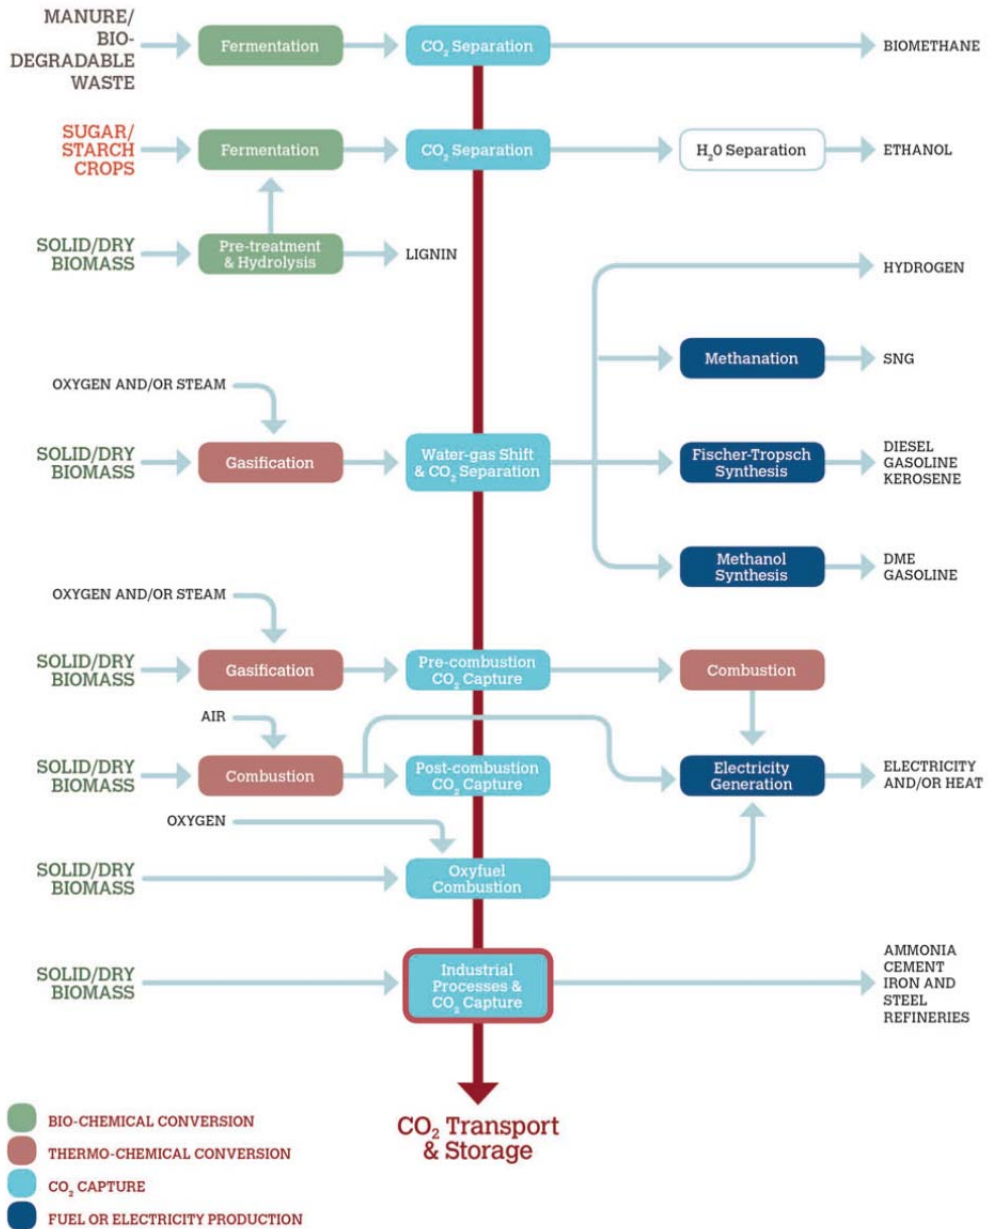 MANURE/
BIO-
DEGRADABLE
WASTE
Fermentation
CO₂ Separation
BIOMETHANE
SUGAR/
STARCH
CROPS
Fermentation
CO₂ Separation
H₂O Separation
ETHANOL
SOLID/DRY
BIOMASS
Pre-treatment
& Hydrolysis
LIGNIN
HYDROGEN
Methanation
SNG
OXYGEN AND/OR STEAM
SOLID/DRY
BIOMASS
Gasification
Water-gas Shift
& CO₂ Separation
Fischer-Tropsch
Synthesis
DIESEL
GASOLINE
KEROSENE
Methanol
Synthesis
DME
GASOLINE
OXYGEN AND/OR STEAM
SOLID/DRY
BIOMASS
Gasification
Pre-combustion
CO₂ Capture
Combustion
AIR
SOLID/DRY
BIOMASS
Combustion
Post-combustion
CO₂ Capture
Electricity
Generation
ELECTRICITY
AND/OR HEAT
OXYGEN
SOLID/DRY
BIOMASS
Oxyfuel
Combustion
SOLID/DRY
BIOMASS
Industrial
Processes &
CO₂ Capture
AMMONIA
CEMENT
IRON AND
STEEL
REFINERIES
CO₂ Transport
& Storage
BIO-CHEMICAL CONVERSION
THERMO-CHEMICAL CONVERSION
CO₂ CAPTURE
FUEL OR ELECTRICITY PRODUCTION